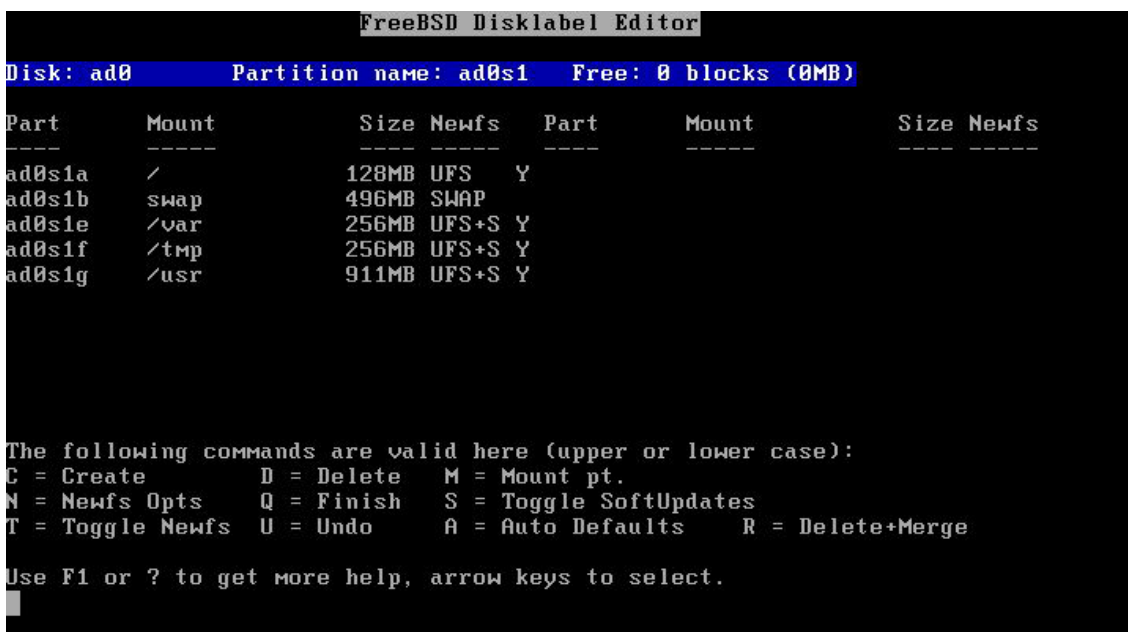 FreeBSD Disklabel Editor
Disk: ad0 Partition name: ad0s1 Free: 0 blocks (0MB)
Part Mount Size Newfs Part Mount Size Newfs
---- ----- ---- ----- ---- ----- ---- -----
ad0s1a / 128MB UFS Y
ad0s1b swap 496MB SWAP
ad0s1e /var 256MB UFS+S Y
ad0s1f /tmp 256MB UFS+S Y
ad0s1g /usr 911MB UFS+S Y
The following commands are valid here (upper or lower case):
C = Create D = Delete M = Mount pt.
N = Newfs Opts Q = Finish S = Toggle SoftUpdates
T = Toggle Newfs U = Undo A = Auto Defaults R = Delete+Merge
Use F1 or ? to get more help, arrow keys to select.